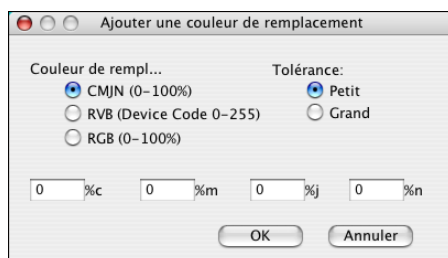 Ajouter une couleur de remplacement
Couleur de rempl... Tolérance:
CMJN (0-100%) Petit
RVB (Device Code 0-255) Grand
RGB (0-100%)
0 %c 0 %m 0 %j 0 %n
OK Annuler